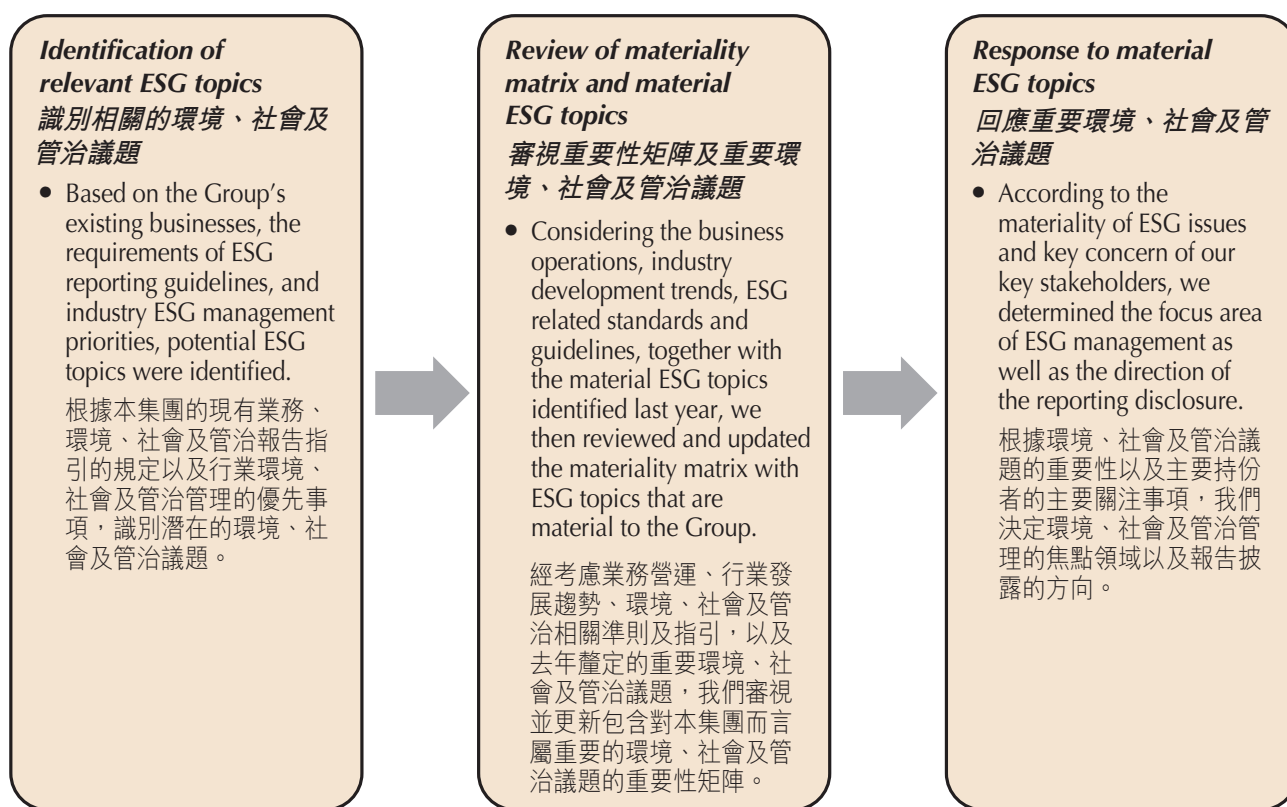 Identification of
relevant ESG topics
識別相關的環境、社會及
管治議題
• Based on the Group's
existing businesses, the
requirements of ESG
reporting guidelines, and
industry ESG management
priorities, potential ESG
topics were identified.
根據本集團的現有業務、
環境、社會及管治報告指
引的規定以及行業環境、
社會及管治管理的優先事
項，識別潛在的環境、社
會及管治議題。
Review of materiality
matrix and material
ESG topics
審視重要性矩陣及重要環
境、社會及管治議題
• Considering the business
operations, industry
development trends, ESG
related standards and
guidelines, together with
the material ESG topics
identified last year, we
then reviewed and updated
the materiality matrix with
ESG topics that are
material to the Group.
經考慮業務營運、行業發
展趨勢、環境、社會及管
治相關準則及指引，以及
去年釐定的重要環境、社
會及管治議題，我們審視
並更新包含對本集團而言
屬重要的環境、社會及管
治議題的重要性矩陣。
Response to material
ESG topics
回應重要環境、社會及管
治議題
• According to the
materiality of ESG issues
and key concern of our
key stakeholders, we
determined the focus area
of ESG management as
well as the direction of
the reporting disclosure.
根據環境、社會及管治議
題的重要性以及主要持份
者的主要關注事項，我們
決定環境、社會及管治管
理的焦點領域以及報告披
露的方向。